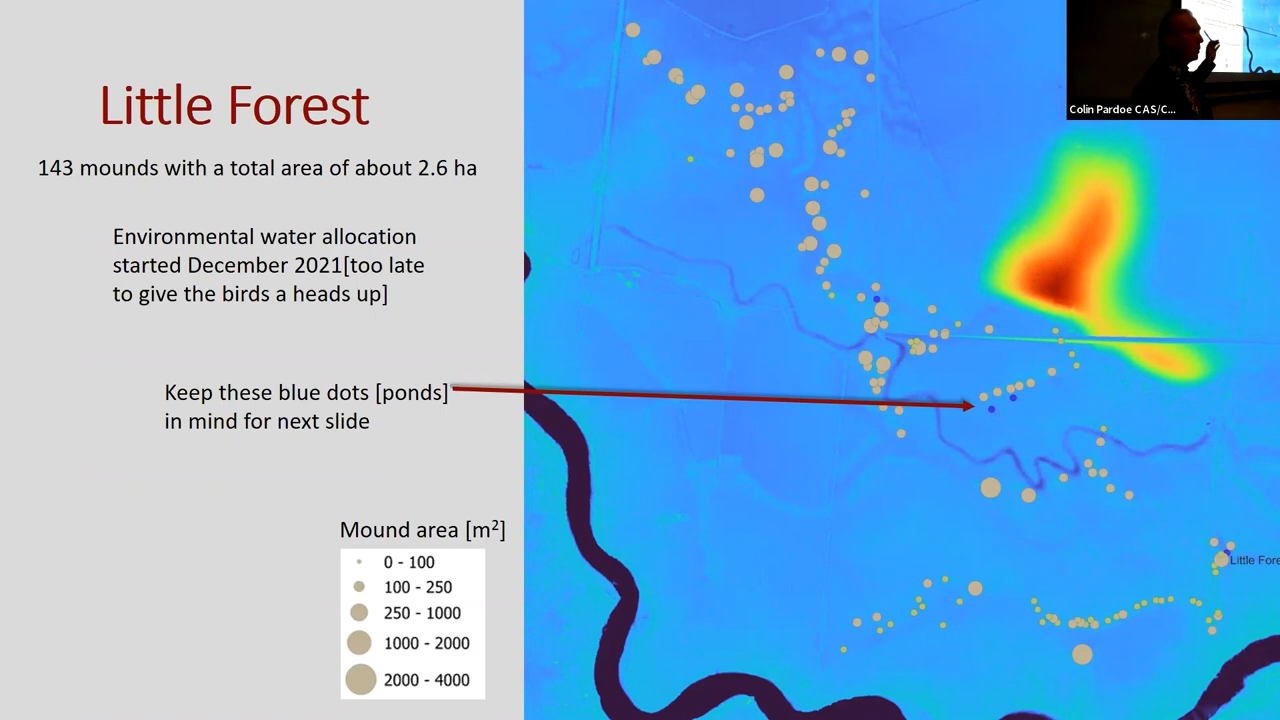 Little Forest
143 mounds with a total area of about 2.6 ha
Environmental water allocation
started December 2021[too late
to give the birds a heads up]
Keep these blue dots [ponds]
in mind for next slide
Mound area [m²]
0 - 100
100 - 250
250 - 1000
1000 - 2000
2000 - 4000
Colin Pardoe CAS/C...
Little Fore